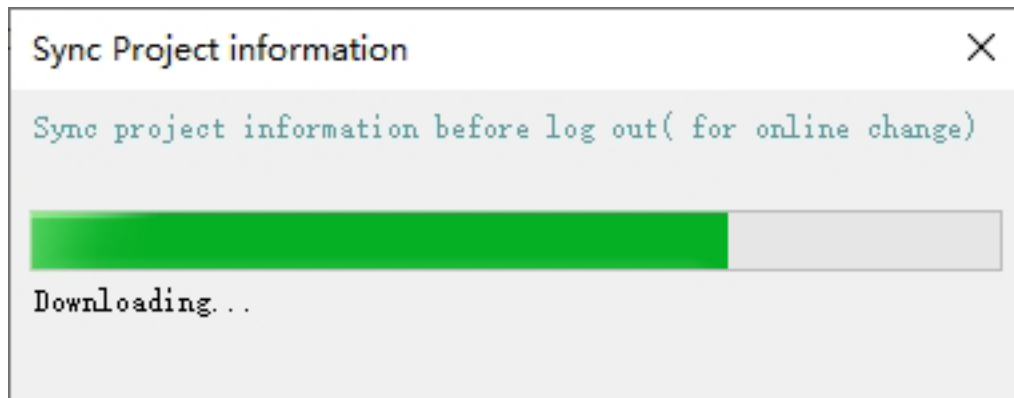 Sync Project information
Sync project information before log out( for online change)
Downloading...